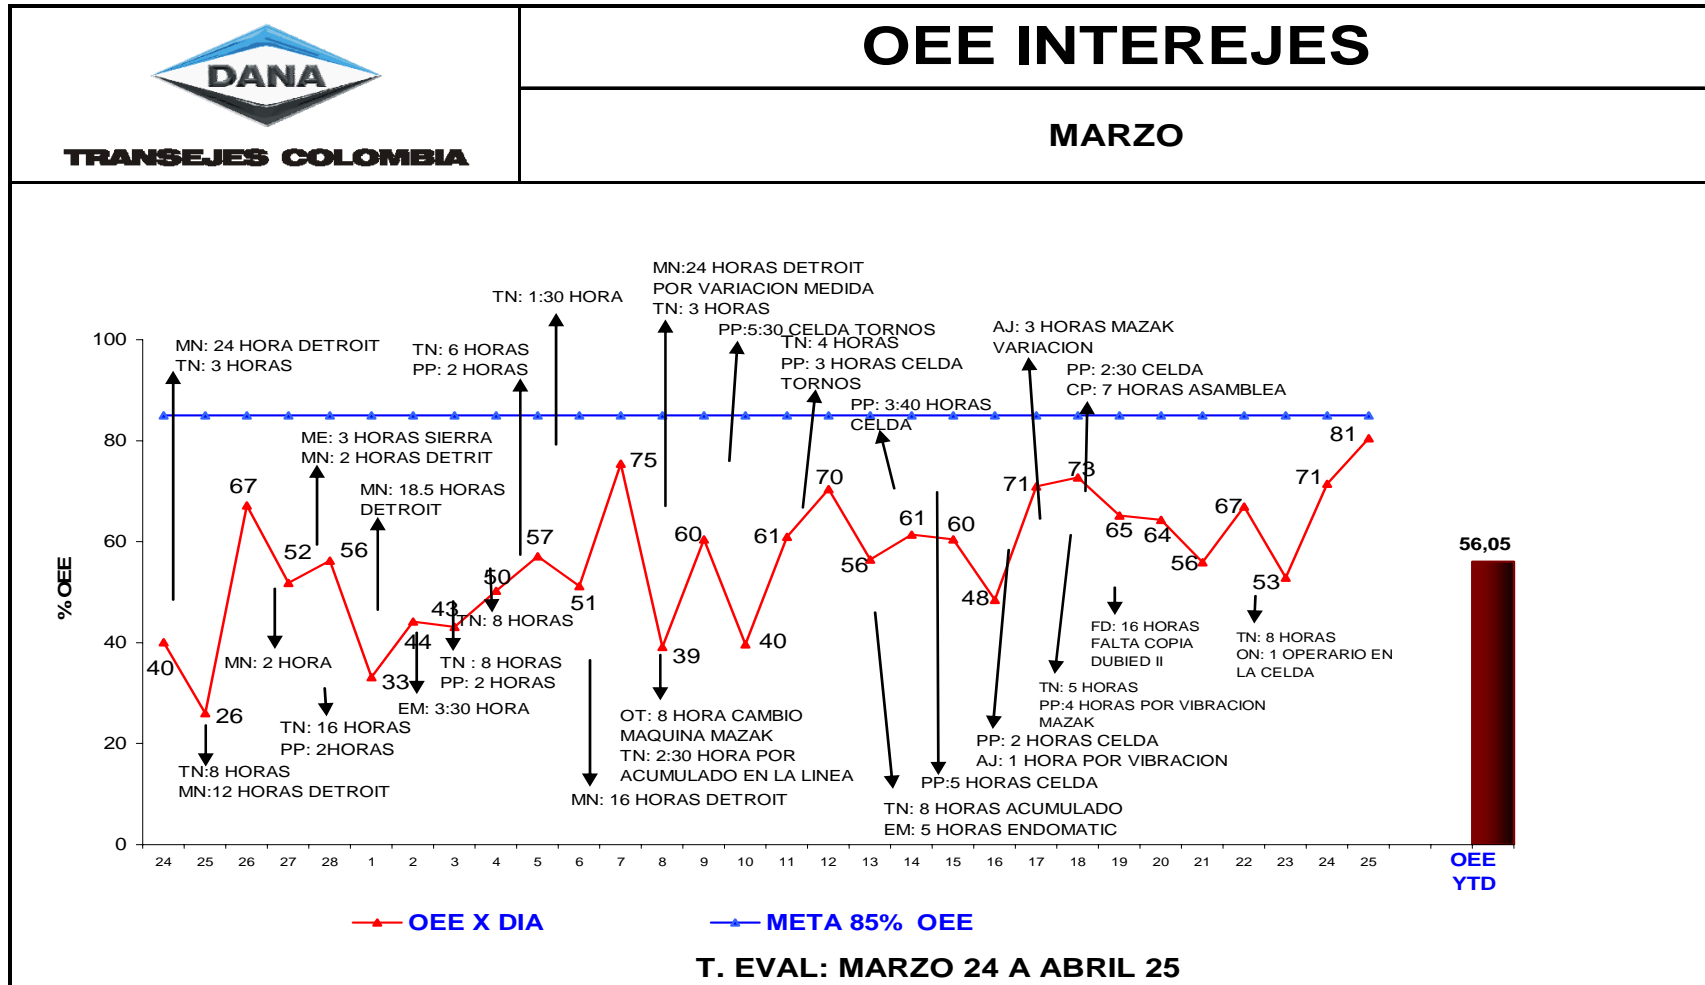 DANA
TRANSEJES COLOMBIA
OEE INTEREJES
MARZO
TN: 1:30 HORA
MN:24 HORAS DETROIT
POR VARIACION MEDIDA
TN: 3 HORAS
MN: 24 HORA DETROIT
TN: 3 HORAS
TN: 6 HORAS
PP: 2 HORAS
PP:5:30 CELDA TORNOS
TN: 4 HORAS
PP: 3 HORAS CELDA
TORNOS
AJ: 3 HORAS MAZAK
VARIACION
PP: 2:30 CELDA
CP: 7 HORAS ASAMBLEA
PP: 3:40 HORAS
CELDA
ME: 3 HORAS SIERRA
MN: 2 HORAS DETRIT
MN: 18.5 HORAS
DETROIT
%OEE
100
80
60
40
20
0
40
26
67
52
56
33
44
43
50
57
51
75
39
60
40
61
70
56
61
60
48
71
73
65
64
56
67
53
71
81
56,05
TN: 8 HORAS
MN: 2 HORA
TN : 8 HORAS
PP: 2 HORAS
EM: 3:30 HORA
TN: 16 HORAS
PP: 2HORAS
TN:8 HORAS
MN:12 HORAS DETROIT
OT: 8 HORA CAMBIO
MAQUINA MAZAK
TN: 2:30 HORA POR
ACUMULADO EN LA LINEA
MN: 16 HORAS DETROIT
FD: 16 HORAS
FALTA COPIA
DUBIED II
TN: 8 HORAS
ON: 1 OPERARIO EN
LA CELDA
TN: 5 HORAS
PP:4 HORAS POR VIBRACION
MAZAK
PP: 2 HORAS CELDA
AJ: 1 HORA POR VIBRACION
PP:5 HORAS CELDA
TN: 8 HORAS ACUMULADO
EM: 5 HORAS ENDOMATIC
24 25 26 27 28 1 2 3 4 5 6 7 8 9 10 11 12 13 14 15 16 17 18 19 20 21 22 23 24 25
OEE
YTD
OEE X DIA
META 85% OEE
T. EVAL: MARZO 24 A ABRIL 25